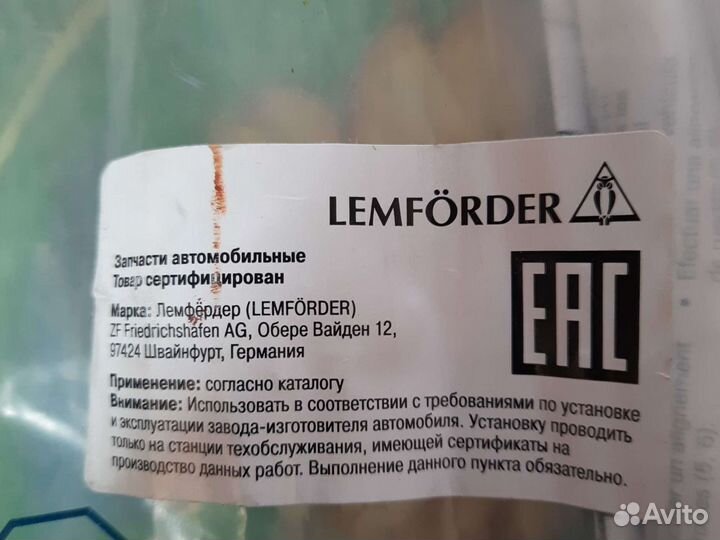 LEMFÖRDER
Запчасти автомобильные
Товар сертифицирован
EAC
Марка: Лемфёрдер (LEMFÖRDER)
ZF Friedrichshafen AG, Обере Вайден 12,
97424 Швайнфурт, Германия
Применение: согласно каталогу
Внимание: Использовать в соответствии с требованиями по установке
и эксплуатации завода-изготовителя автомобиля. Установку проводить
только на станции техобслуживания, имеющей сертификаты на
производство данных работ. Выполнение данного пункта обязательно.
Avito